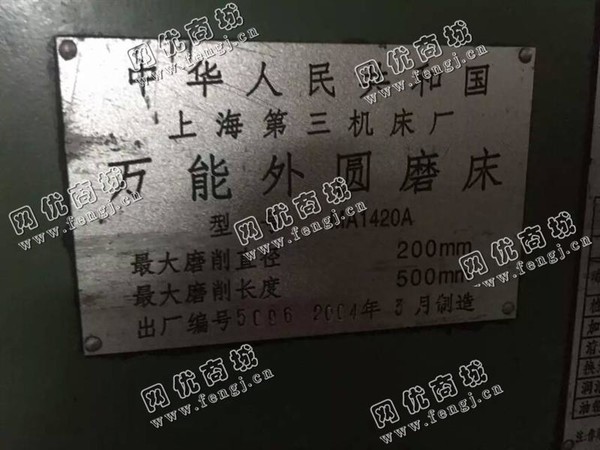 中华人民共和国
上海第三机床厂
万能外圆磨床
型号 MA1420A
最大磨削直径 200mm
最大磨削长度 500mm
出厂编号5006 2004年3月制造
网优商城
www.fengj.cn